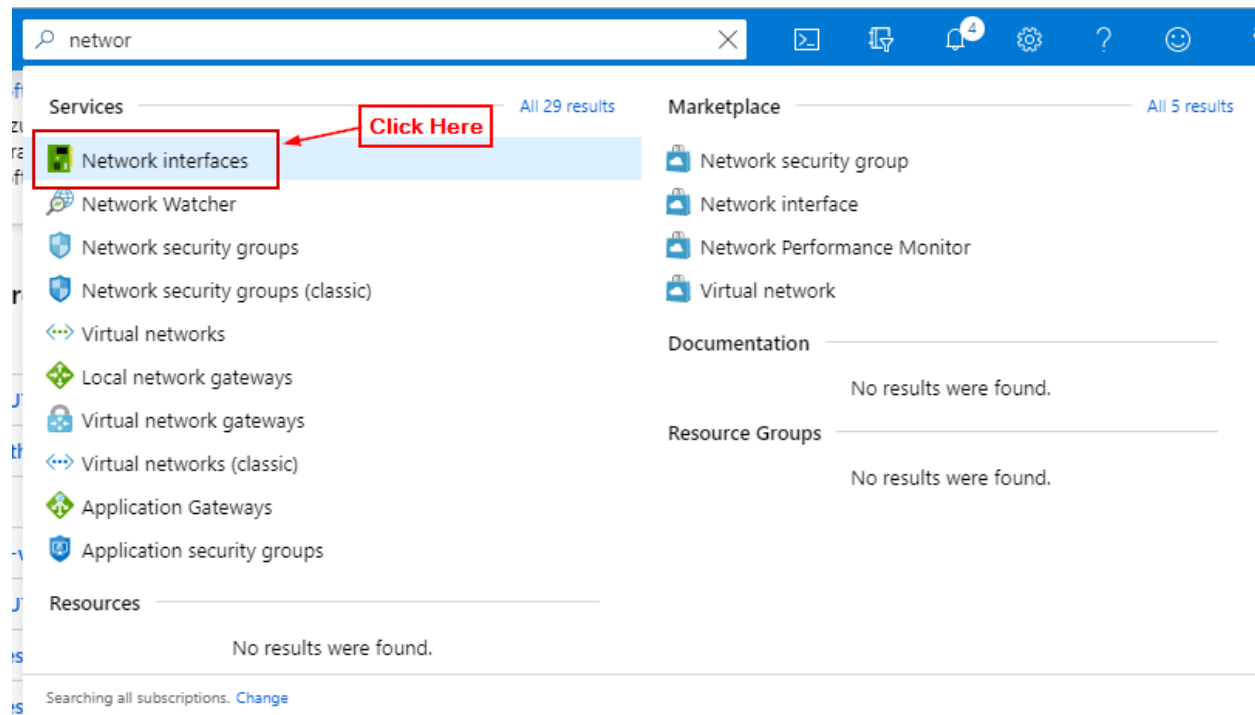 networ
4
Services
All 29 results
Click Here
Network interfaces
Network Watcher
Network security groups
Network security groups (classic)
Virtual networks
Local network gateways
Virtual network gateways
Virtual networks (classic)
Application Gateways
Application security groups
Resources
No results were found.
Searching all subscriptions. Change
Marketplace
All 5 results
Network security group
Network interface
Network Performance Monitor
Virtual network
Documentation
No results were found.
Resource Groups
No results were found.